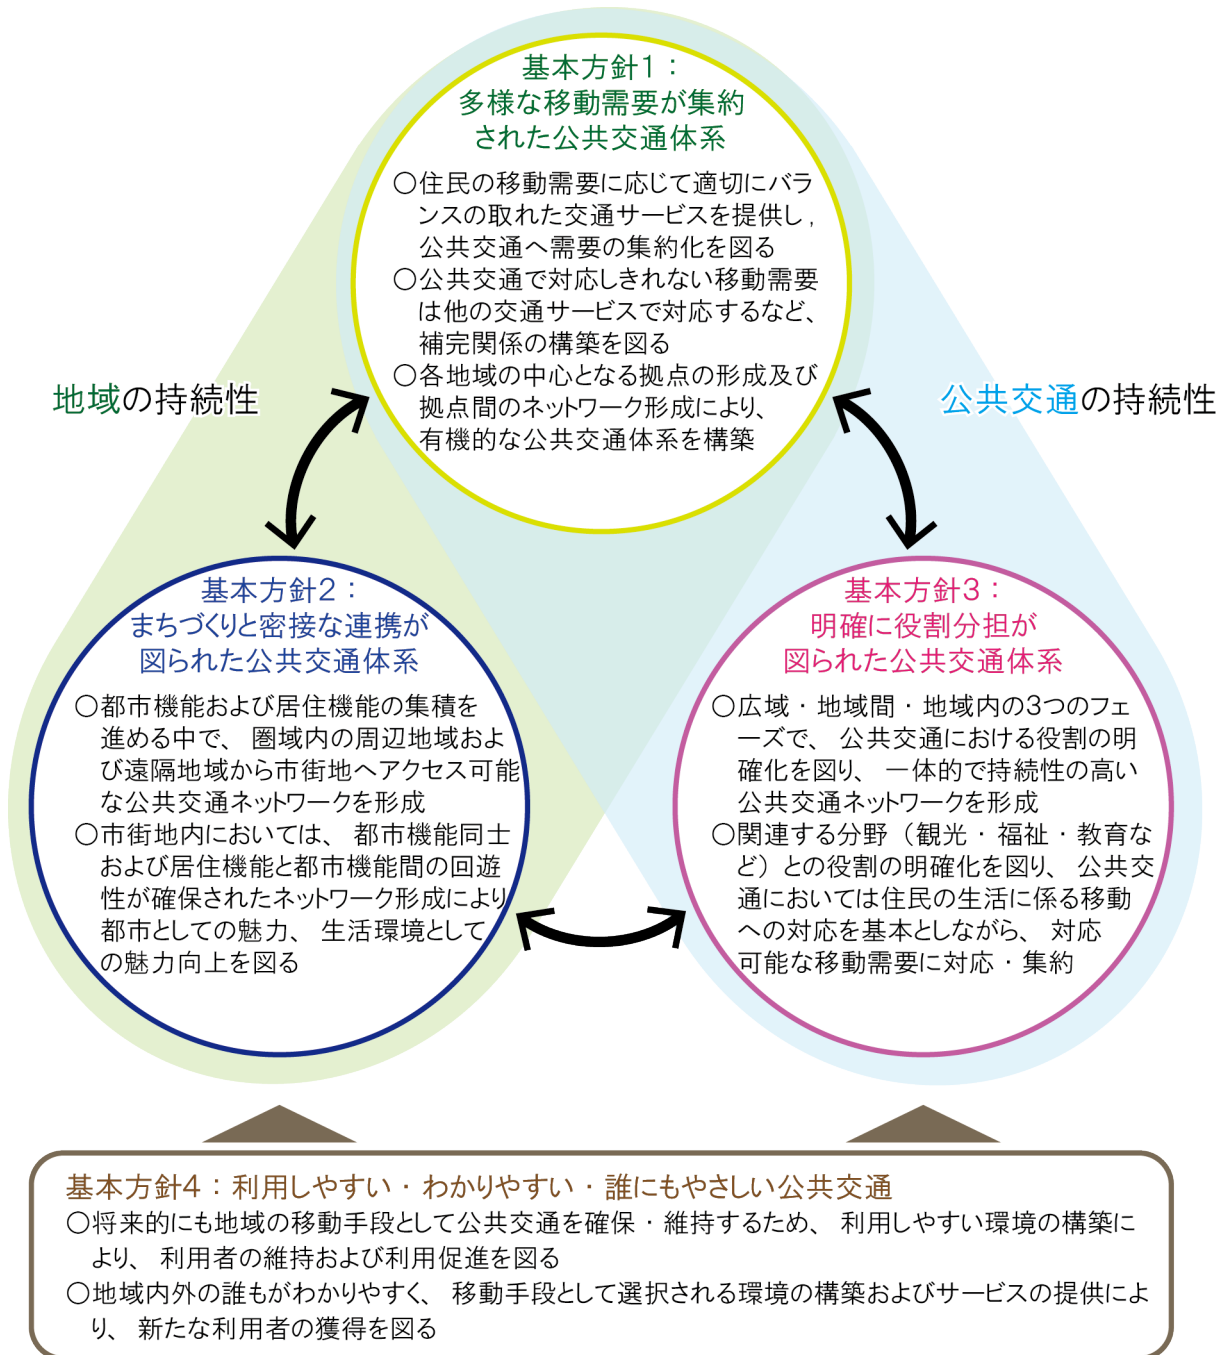 基本方針1：
多様な移動需要が集約
された公共交通体系
○住民の移動需要に応じて適切にバラ
ンスの取れた交通サービスを提供し，
公共交通へ需要の集約化を図る
○公共交通で対応しきれない移動需要
は他の交通サービスで対応するなど、
補完関係の構築を図る
○各地域の中心となる拠点の形成及び
拠点間のネットワーク形成により、
有機的な公共交通体系を構築
地域の持続性
公共交通の持続性
基本方針2：
まちづくりと密接な連携が
図られた公共交通体系
○都市機能および居住機能の集積を
進める中で、圏域内の周辺地域およ
び遠隔地域から市街地へアクセス可能
な公共交通ネットワークを形成
○市街地内においては、都市機能同士
および居住機能と都市機能間の回遊
性が確保されたネットワーク形成により
都市としての魅力、生活環境として
の魅力向上を図る
基本方針3：
明確に役割分担が
図られた公共交通体系
○広域・地域間・地域内の3つのフェ
ーズで、公共交通における役割の明
確化を図り、一体的で持続性の高い
公共交通ネットワークを形成
○関連する分野（観光・福祉・教育な
ど）との役割の明確化を図り、公共交
通においては住民の生活に係る移動
への対応を基本としながら、対応
可能な移動需要に対応・集約
基本方針4：利用しやすい・わかりやすい・誰にもやさしい公共交通
○将来的にも地域の移動手段として公共交通を確保・維持するため、利用しやすい環境の構築に
より、利用者の維持および利用促進を図る
○地域内外の誰もがわかりやすく、移動手段として選択される環境の構築およびサービスの提供によ
り、新たな利用者の獲得を図る